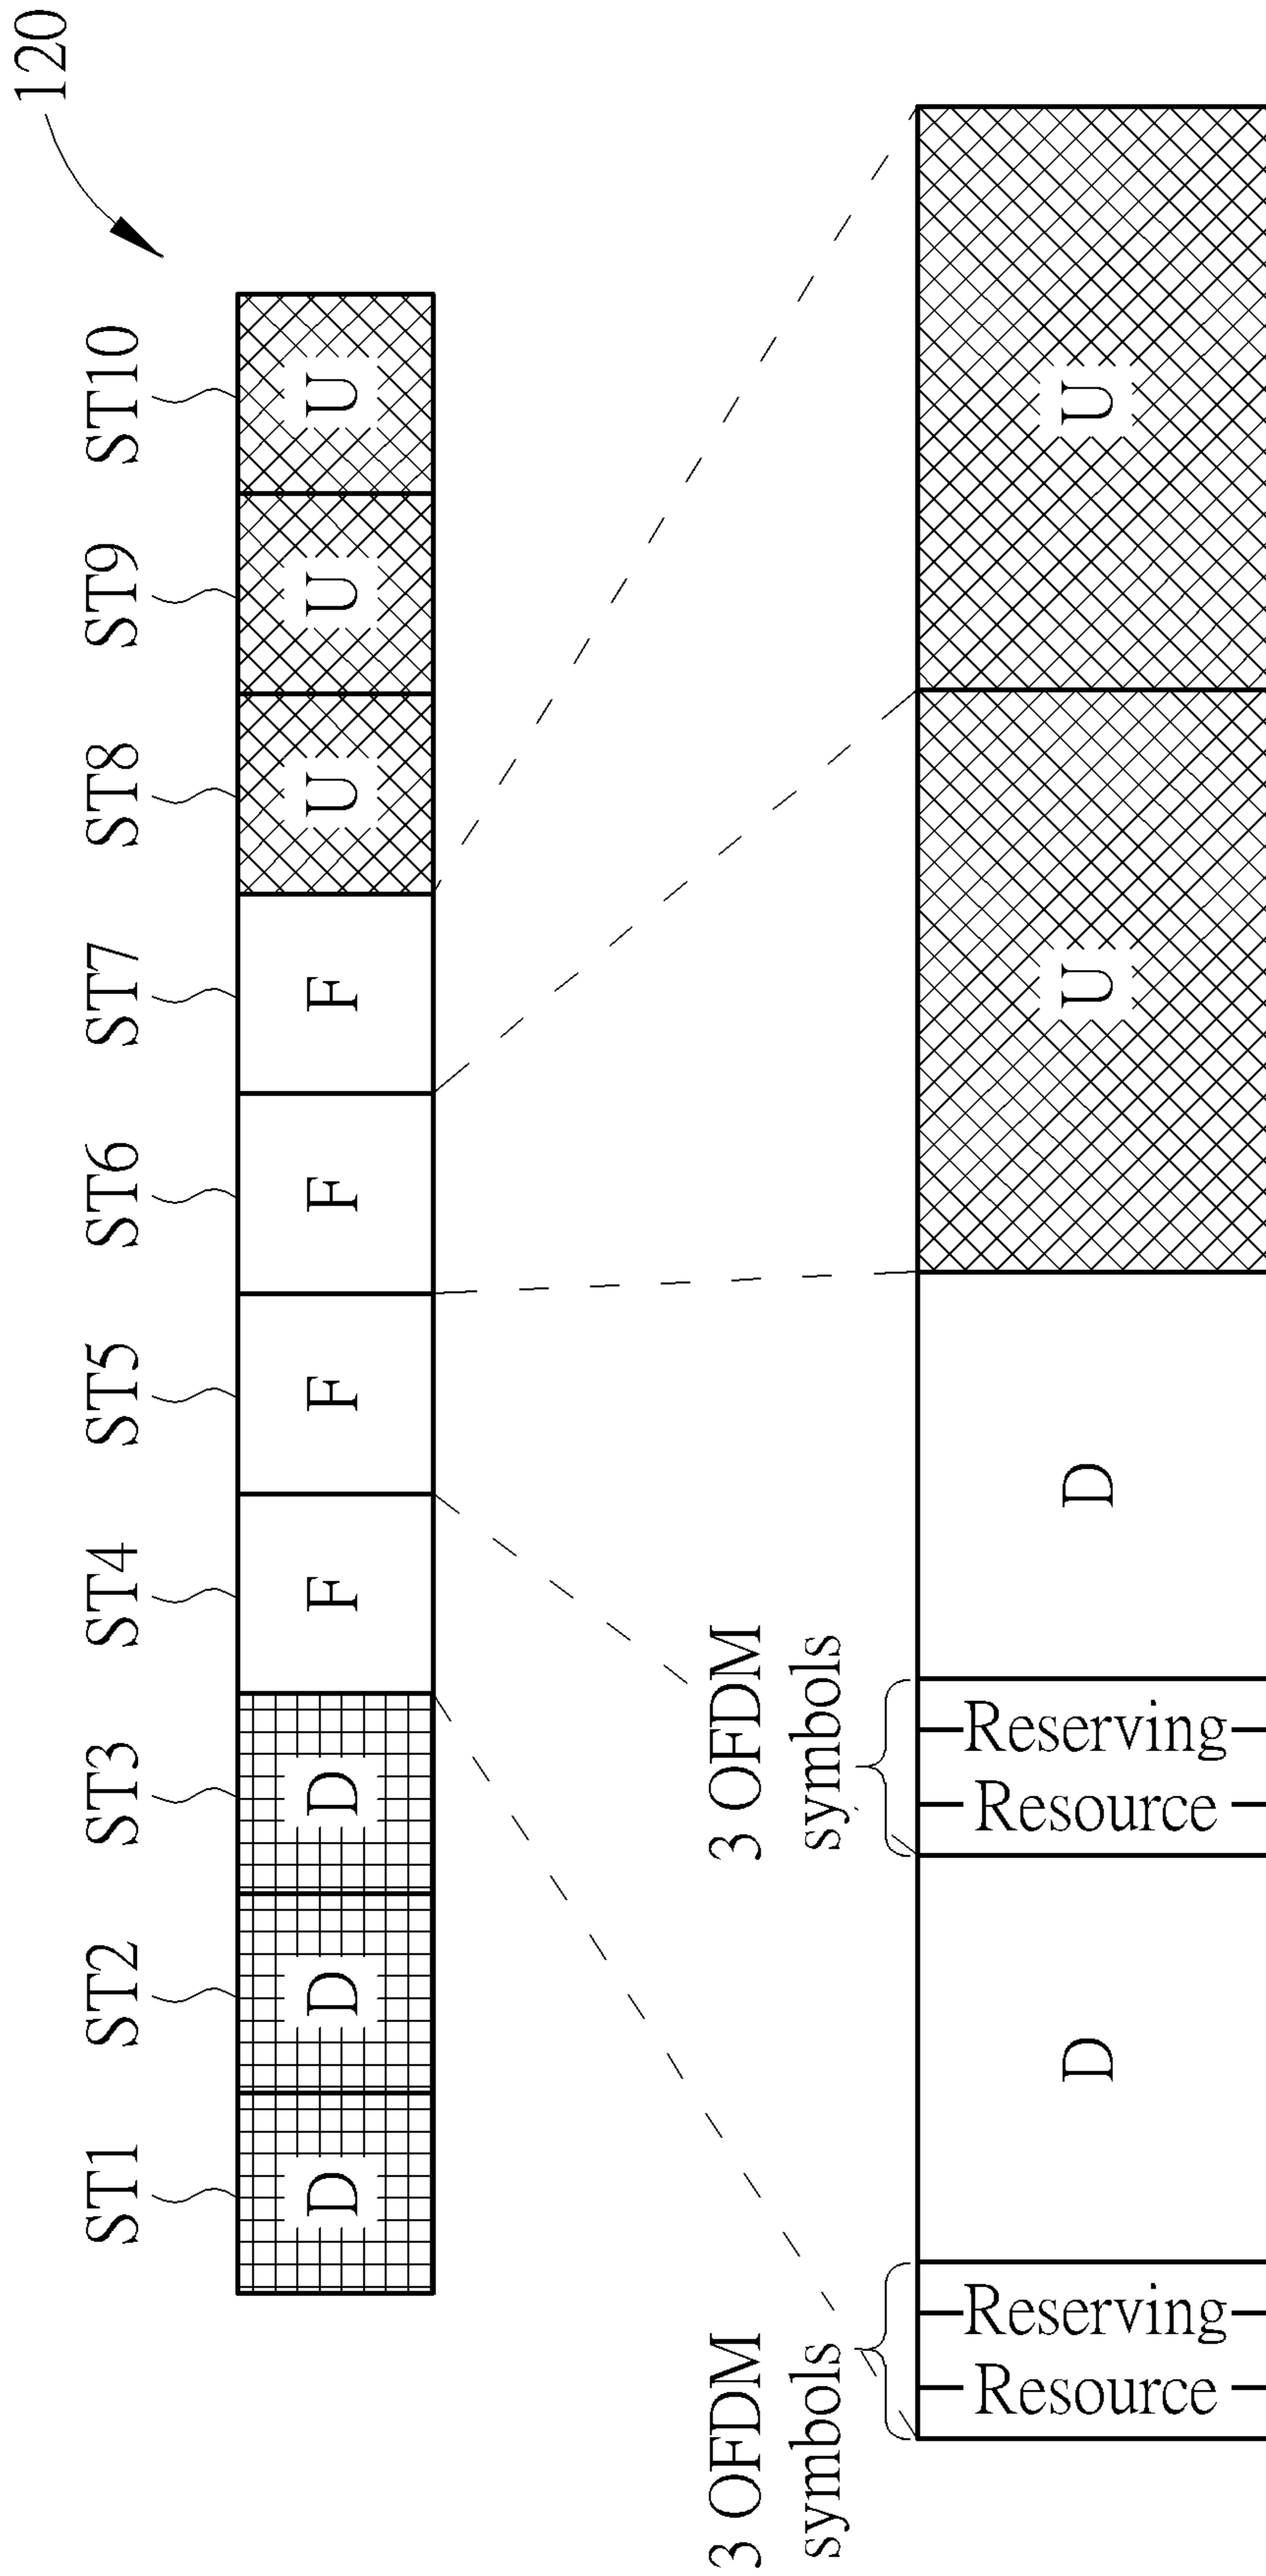 120
ST1 ST2 ST3 ST4 ST5 ST6 ST7 ST8 ST9 ST10
D D D F F F F U U U
3 OFDM
symbols
3 OFDM
symbols
Reserving
Resource
D
Reserving
Resource
D
U
U